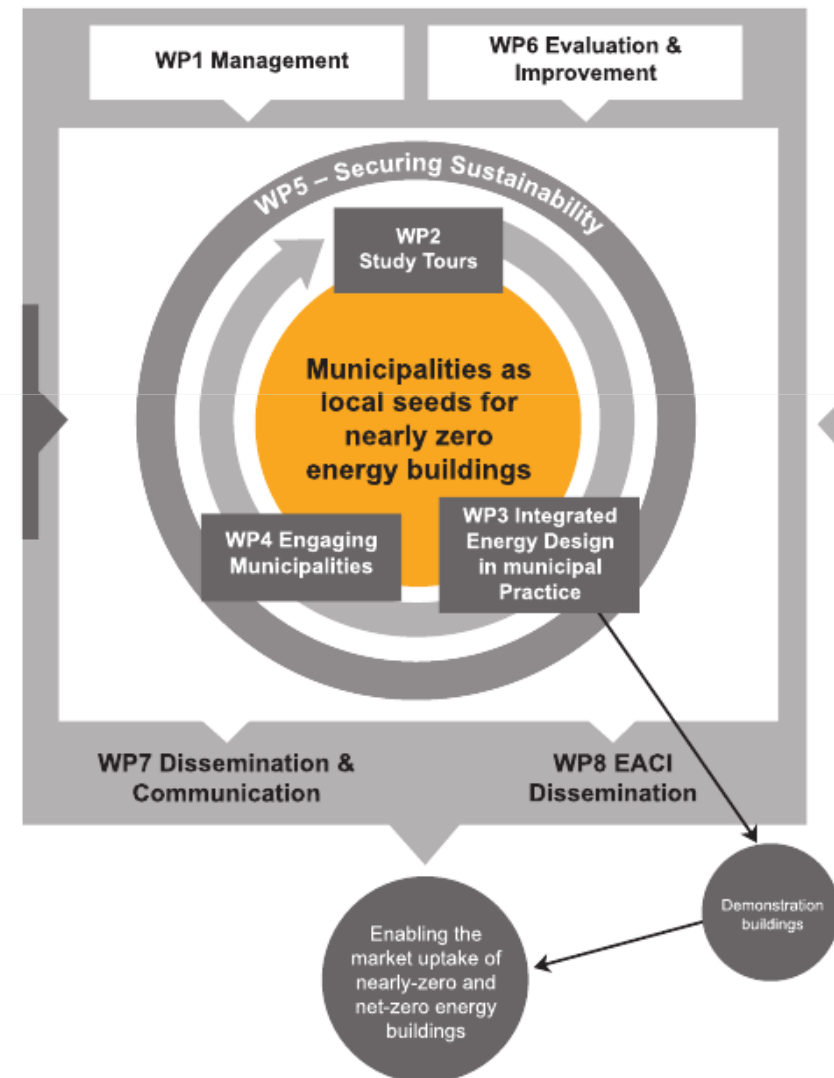 WP1 Management
WP6 Evaluation &
Improvement
WP5 – Securing Sustainability
WP2
Study Tours
Municipalities as
local seeds for
nearly zero
energy buildings
WP4 Engaging
Municipalities
WP3 Integrated
Energy Design
in municipal
Practice
WP7 Dissemination &
Communication
WP8 EACI
Dissemination
Demonstration
buildings
Enabling the
market uptake of
nearly-zero and
net-zero energy
buildings